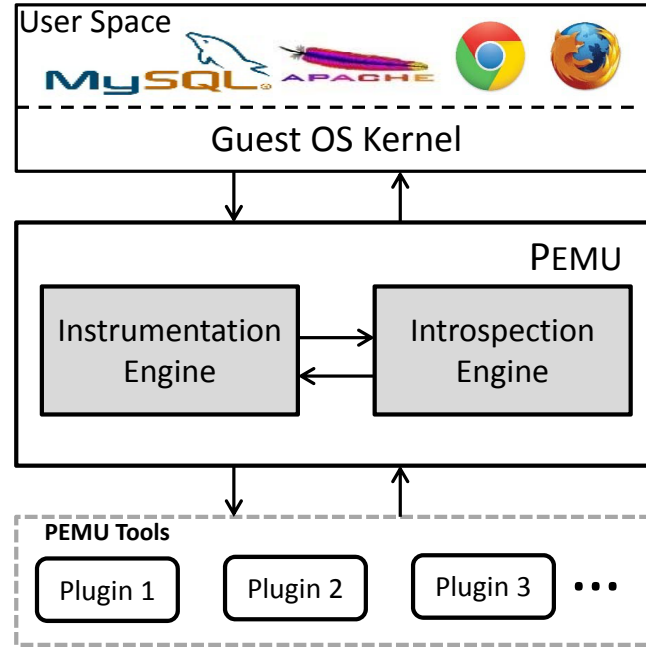 User Space
MySQL
APACHE
Guest OS Kernel
PEMU
Instrumentation
Engine
Introspection
Engine
PEMU Tools
Plugin 1
Plugin 2
Plugin 3
•••